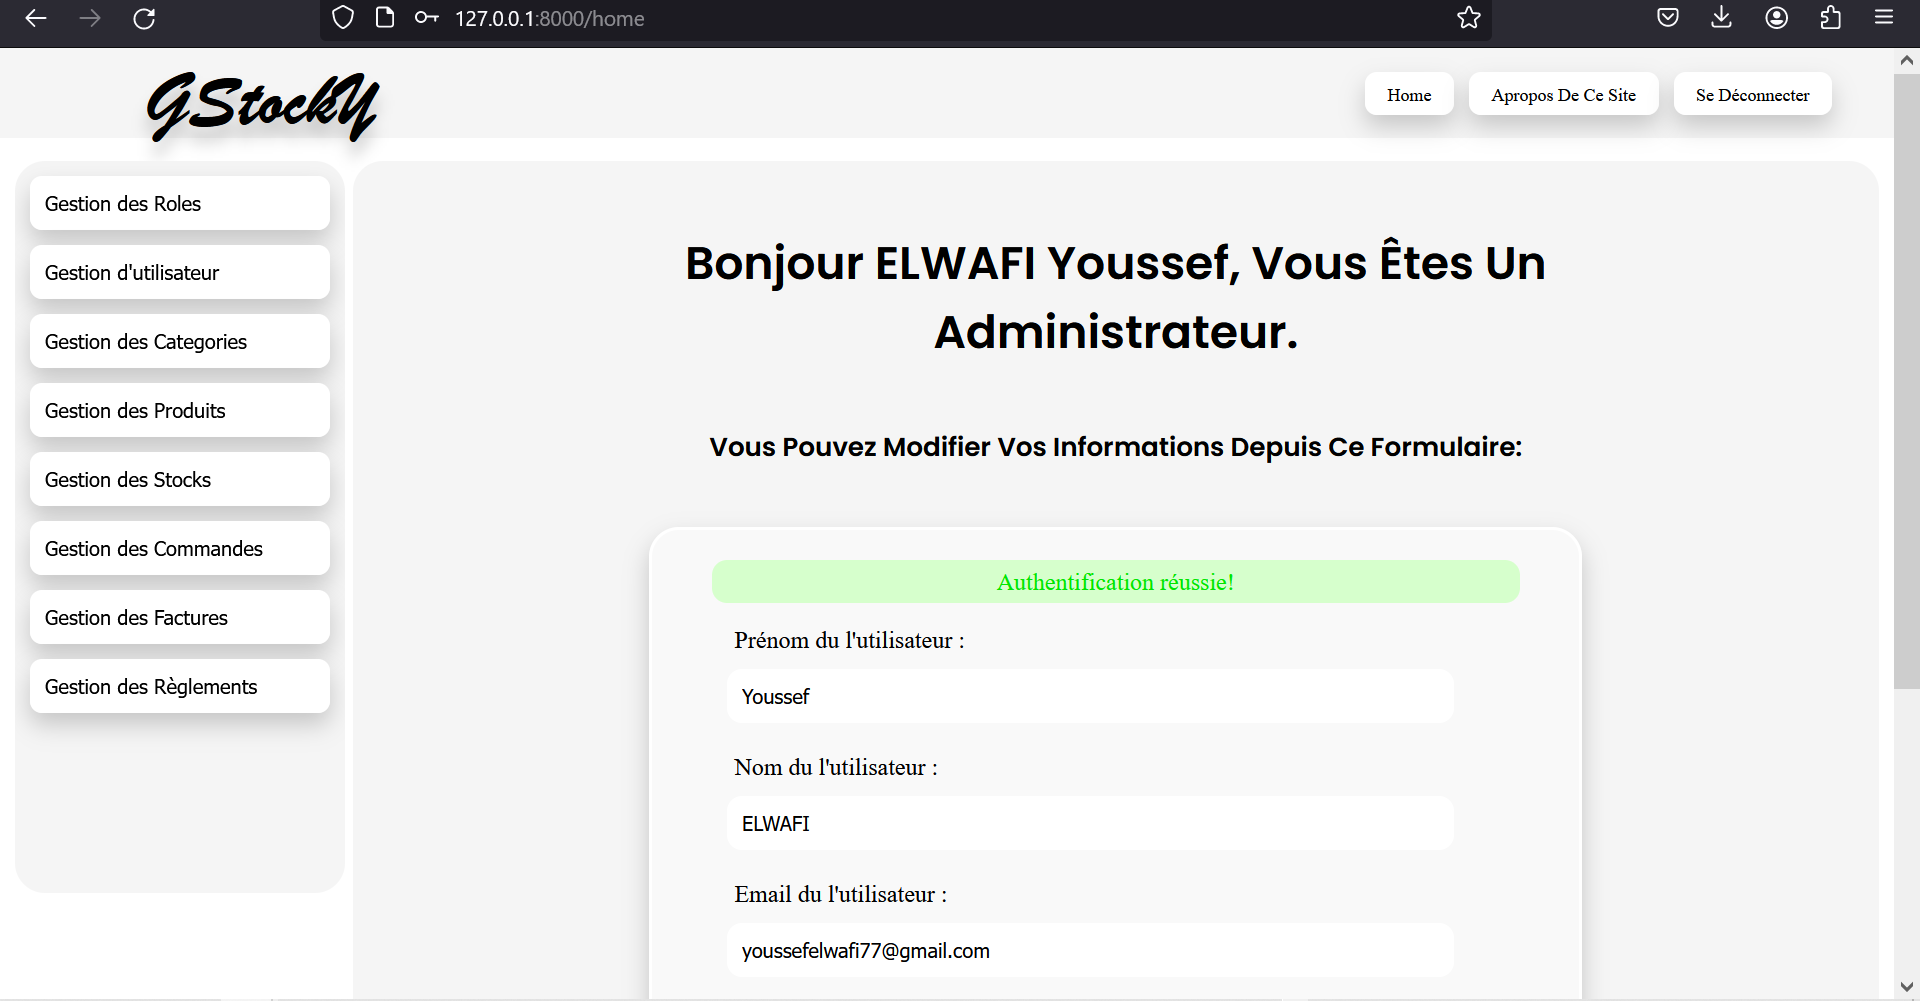 127.0.0.1:8000/home
GStockY
Home
Apropos De Ce Site
Se Déconnecter
Gestion des Roles
Gestion d'utilisateur
Gestion des Categories
Gestion des Produits
Gestion des Stocks
Gestion des Commandes
Gestion des Factures
Gestion des Règlements
Bonjour ELWAFI Youssef, Vous Êtes Un
Administrateur.
Vous Pouvez Modifier Vos Informations Depuis Ce Formulaire:
Authentification réussie!
Prénom du l'utilisateur :
Youssef
Nom du l'utilisateur :
ELWAFI
Email du l'utilisateur :
youssefelwafi77@gmail.com